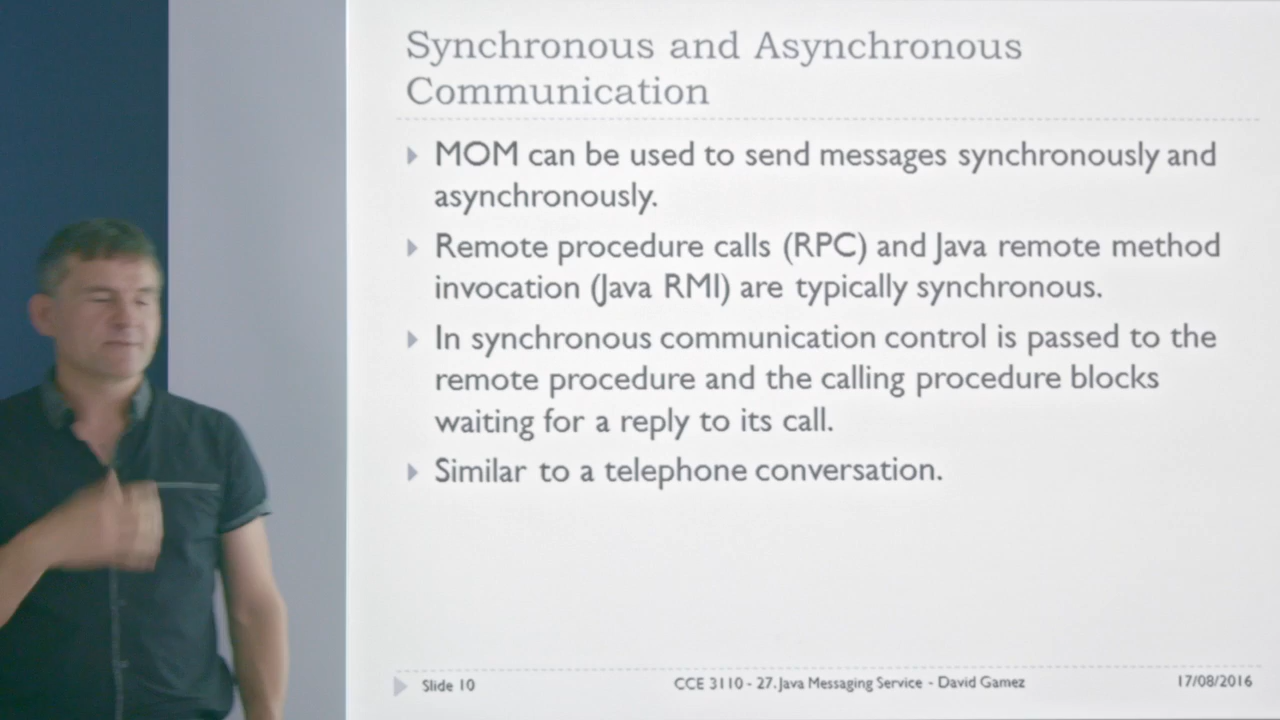 Synchronous and Asynchronous
Communication
MOM can be used to send messages synchronously and
asynchronously.
Remote procedure calls (RPC) and Java remote method
invocation (Java RMI) are typically synchronous.
In synchronous communication control is passed to the
remote procedure and the calling procedure blocks
waiting for a reply to its call.
Similar to a telephone conversation.
Slide 10
CCE 3110 - 27. Java Messaging Service - David Gamez
17/08/2016